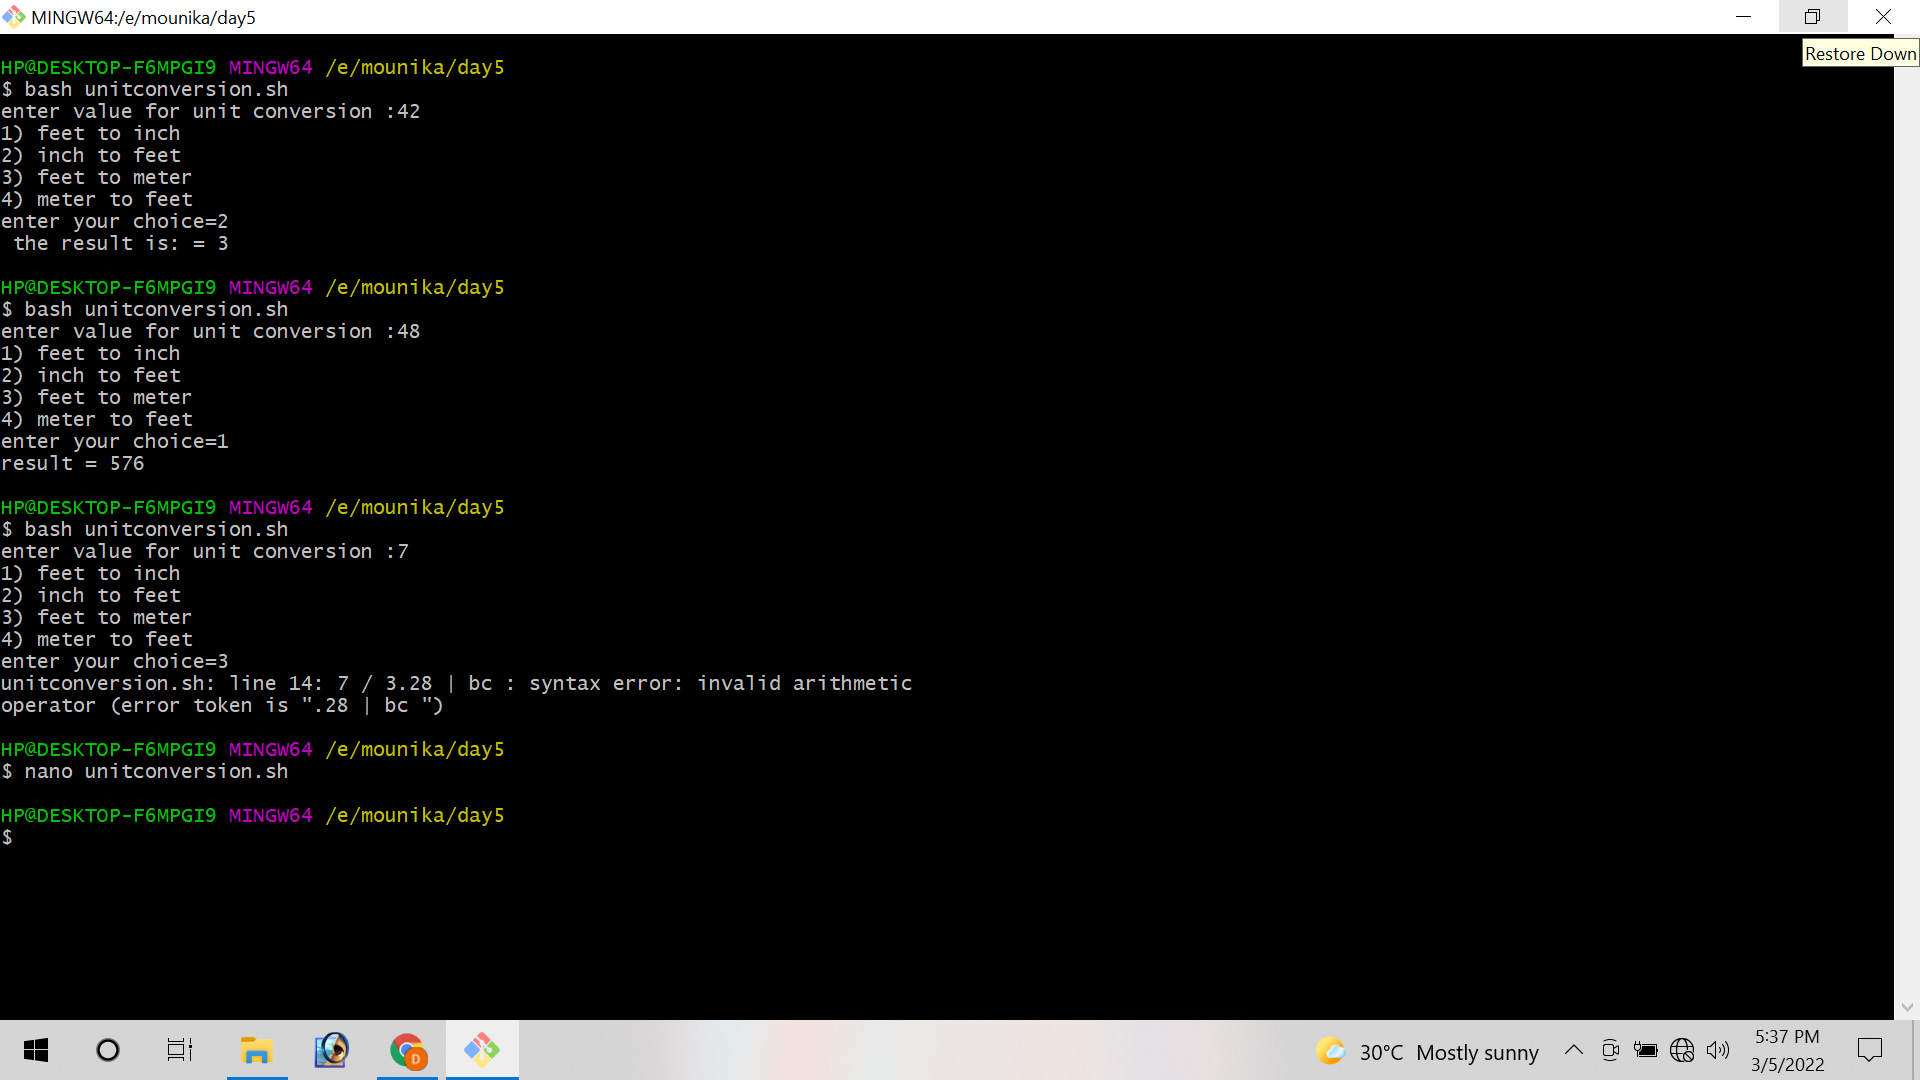 MINGW64:/e/mounika/day5
Restore Down
HP@DESKTOP-F6MPGI9 MINGW64 /e/mounika/day5
$ bash unitconversion.sh
enter value for unit conversion :42
1) feet to inch
2) inch to feet
3) feet to meter
4) meter to feet
enter your choice=2
 the result is: = 3
HP@DESKTOP-F6MPGI9 MINGW64 /e/mounika/day5
$ bash unitconversion.sh
enter value for unit conversion :48
1) feet to inch
2) inch to feet
3) feet to meter
4) meter to feet
enter your choice=1
result = 576
HP@DESKTOP-F6MPGI9 MINGW64 /e/mounika/day5
$ bash unitconversion.sh
enter value for unit conversion :7
1) feet to inch
2) inch to feet
3) feet to meter
4) meter to feet
enter your choice=3
unitconversion.sh: line 14: 7 / 3.28 | bc : syntax error: invalid arithmetic
operator (error token is ".28 | bc ")
HP@DESKTOP-F6MPGI9 MINGW64 /e/mounika/day5
$ nano unitconversion.sh
HP@DESKTOP-F6MPGI9 MINGW64 /e/mounika/day5
$
D
30°C Mostly sunny
5:37 PM
3/5/2022